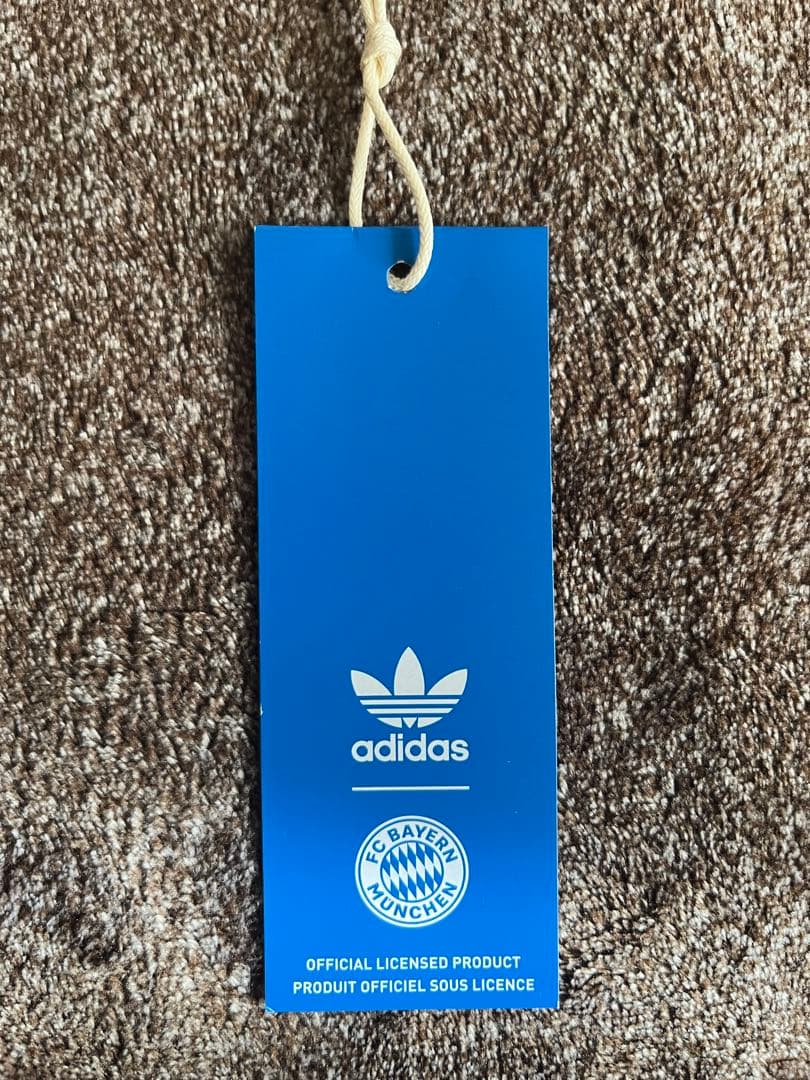 adidas
FC BAYERN
MÜNCHEN
OFFICIAL LICENSED PRODUCT
PRODUIT OFFICIEL SOUS LICENCE